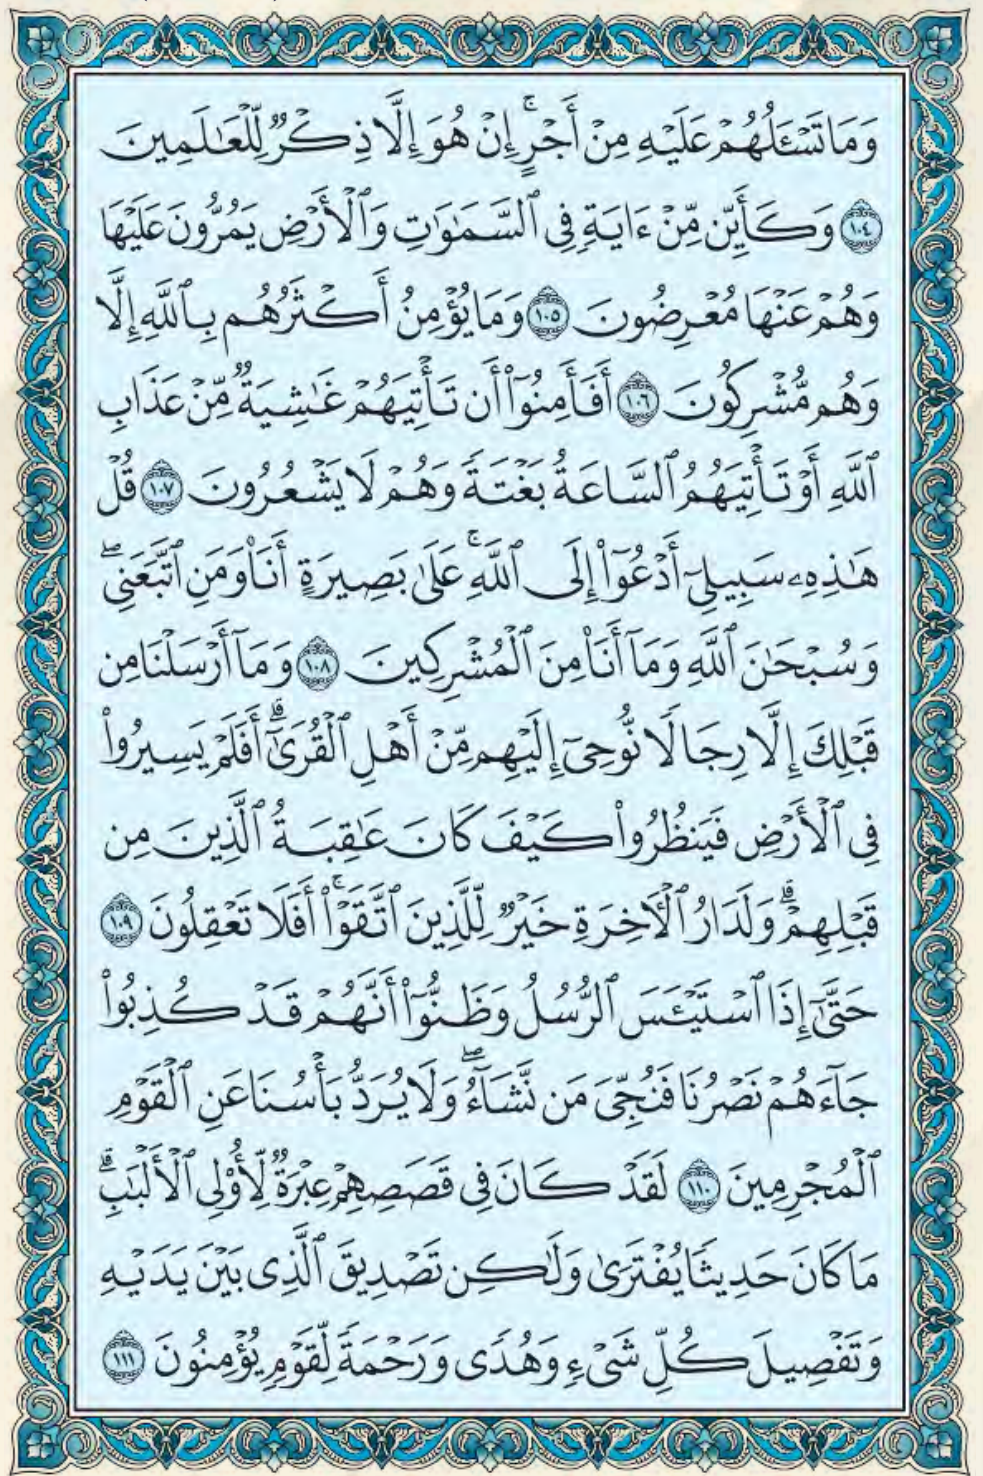 وَمَا تَسْـَٔلُهُمْ عَلَيْهِ مِنْ أَجْرٍ ۚ إِنْ هُوَ إِلَّا ذِكْرٌ لِّلْعَـٰلَمِينَ
﴿١٠٤﴾ وَكَأَيِّن مِّنْ ءَايَةٍ فِى ٱلسَّمَـٰوَٰتِ وَٱلْأَرْضِ يَمُرُّونَ عَلَيْهَا
وَهُمْ عَنْهَا مُعْرِضُونَ ﴿١٠٥﴾ وَمَا يُؤْمِنُ أَكْثَرُهُم بِٱللَّهِ إِلَّا
وَهُم مُّشْرِكُونَ ﴿١٠٦﴾ أَفَأَمِنُوٓا۟ أَن تَأْتِيَهُمْ غَـٰشِيَةٌ مِّنْ عَذَابِ
ٱللَّهِ أَوْ تَأْتِيَهُمُ ٱلسَّاعَةُ بَغْتَةً وَهُمْ لَا يَشْعُرُونَ ﴿١٠٧﴾ قُلْ
هَـٰذِهِۦ سَبِيلِىٓ أَدْعُوٓا۟ إِلَى ٱللَّهِ ۚ عَلَىٰ بَصِيرَةٍ أَنَا۠ وَمَنِ ٱتَّبَعَنِى ۖ
وَسُبْحَـٰنَ ٱللَّهِ وَمَآ أَنَا۠ مِنَ ٱلْمُشْرِكِينَ ﴿١٠٨﴾ وَمَآ أَرْسَلْنَا مِن
قَبْلِكَ إِلَّا رِجَالًا نُّوحِىٓ إِلَيْهِم مِّنْ أَهْلِ ٱلْقُرَىٰٓ ۗ أَفَلَمْ يَسِيرُوا۟
فِى ٱلْأَرْضِ فَيَنظُرُوا۟ كَيْفَ كَانَ عَـٰقِبَةُ ٱلَّذِينَ مِن
قَبْلِهِمْ ۗ وَلَدَارُ ٱلْـَٔاخِرَةِ خَيْرٌ لِّلَّذِينَ ٱتَّقَوْا۟ ۚ أَفَلَا تَعْقِلُونَ ﴿١٠٩﴾
حَتَّىٰٓ إِذَا ٱسْتَيْـَٔسَ ٱلرُّسُلُ وَظَنُّوٓا۟ أَنَّهُمْ قَدْ كُذِبُوا۟
جَآءَهُمْ نَصْرُنَا فَنُجِّىَ مَن نَّشَآءُ ۖ وَلَا يُرَدُّ بَأْسُنَا عَنِ ٱلْقَوْمِ
ٱلْمُجْرِمِينَ ﴿١١٠﴾ لَقَدْ كَانَ فِى قَصَصِهِمْ عِبْرَةٌ لِّأُو۟لِى ٱلْأَلْبَـٰبِ ۗ
مَا كَانَ حَدِيثًا يُفْتَرَىٰ وَلَـٰكِن تَصْدِيقَ ٱلَّذِى بَيْنَ يَدَيْهِ
وَتَفْصِيلَ كُلِّ شَىْءٍ وَهُدًى وَرَحْمَةً لِّقَوْمٍ يُؤْمِنُونَ ﴿١١١﴾